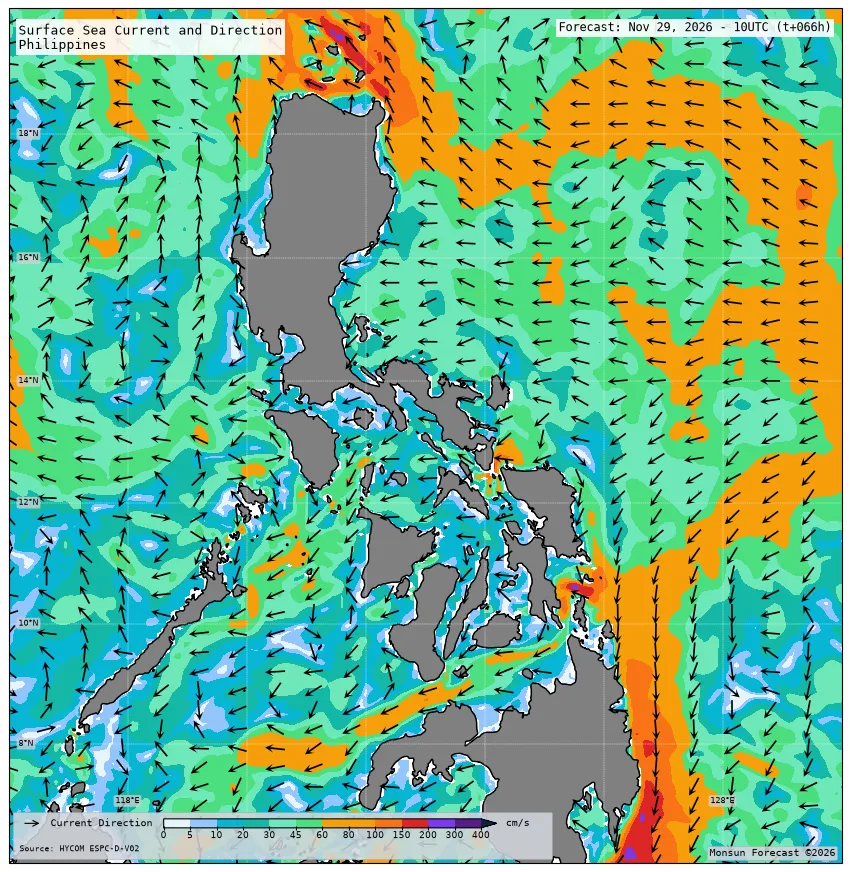 Surface Sea Current and Direction
Philippines
Forecast: Nov 29, 2026 - 10UTC (t+066h)
18°N
16°N
14°N
12°N
10°N
8°N
118°E
128°E
Current Direction
0 5 10 20 30 45 60 80 100 150 200 300 400
cm/s
Source: HYCOM ESPC-D-V02
Monsun Forecast ©2026